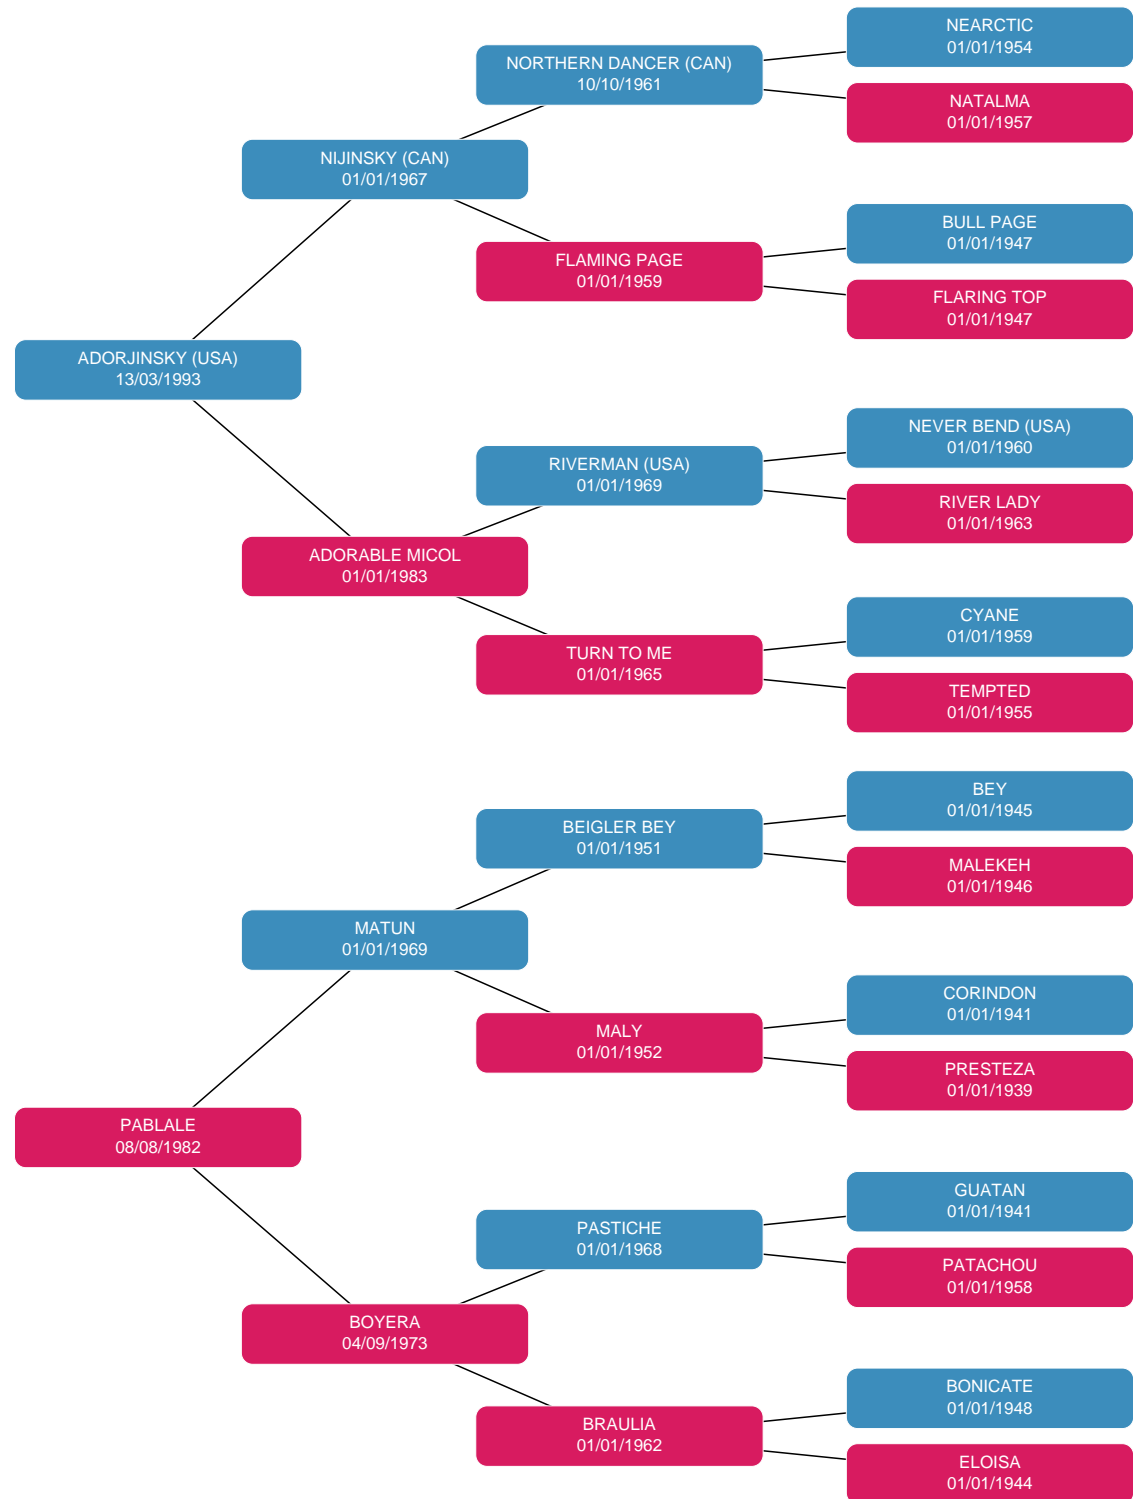 NEARCTIC
01/01/1954
NORTHERN DANCER (CAN)
10/10/1961
NATALMA
01/01/1957
NIJINSKY (CAN)
01/01/1967
BULL PAGE
01/01/1947
FLAMING PAGE
01/01/1959
FLARING TOP
01/01/1947
ADORJINSKY (USA)
13/03/1993
NEVER BEND (USA)
01/01/1960
RIVERMAN (USA)
01/01/1969
RIVER LADY
01/01/1963
ADORABLE MICOL
01/01/1983
CYANE
01/01/1959
TURN TO ME
01/01/1965
TEMPTED
01/01/1955
BEY
01/01/1945
BEIGLER BEY
01/01/1951
MALEKEH
01/01/1946
MATUN
01/01/1969
CORINDON
01/01/1941
MALY
01/01/1952
PRESTEZA
01/01/1939
PABLALE
08/08/1982
GUATAN
01/01/1941
PASTICHE
01/01/1968
PATACHOU
01/01/1958
BOYERA
04/09/1973
BONICATE
01/01/1948
BRAULIA
01/01/1962
ELOISA
01/01/1944